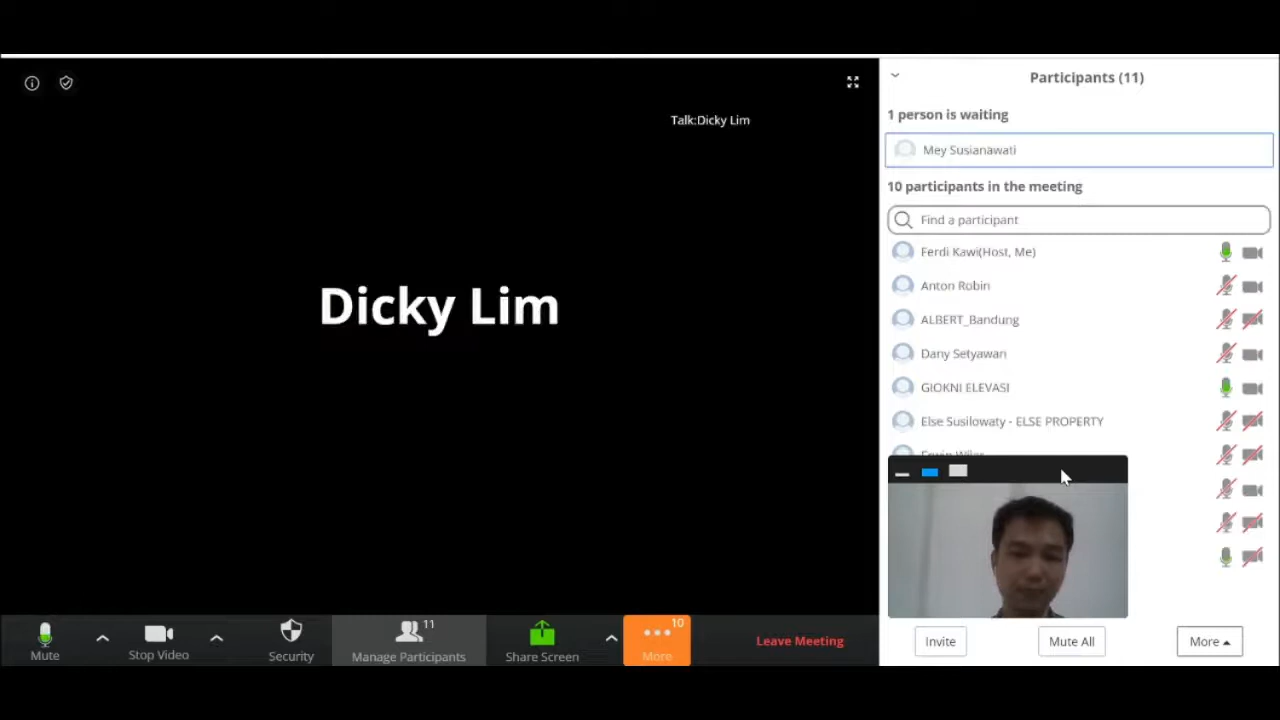 Talk:Dicky Lim
Dicky Lim
Participants (11)
1 person is waiting
Mey Susianawati
10 participants in the meeting
Find a participant
Ferdi Kawi(Host, Me)
Anton Robin
ALBERT_Bandung
Dany Setyawan
GIOKNI ELEVASI
Else Susilowaty - ELSE PROPERTY
Invite
Mute All
More
Mute
Stop Video
Security
11
Manage Participants
Share Screen
10
More
Leave Meeting